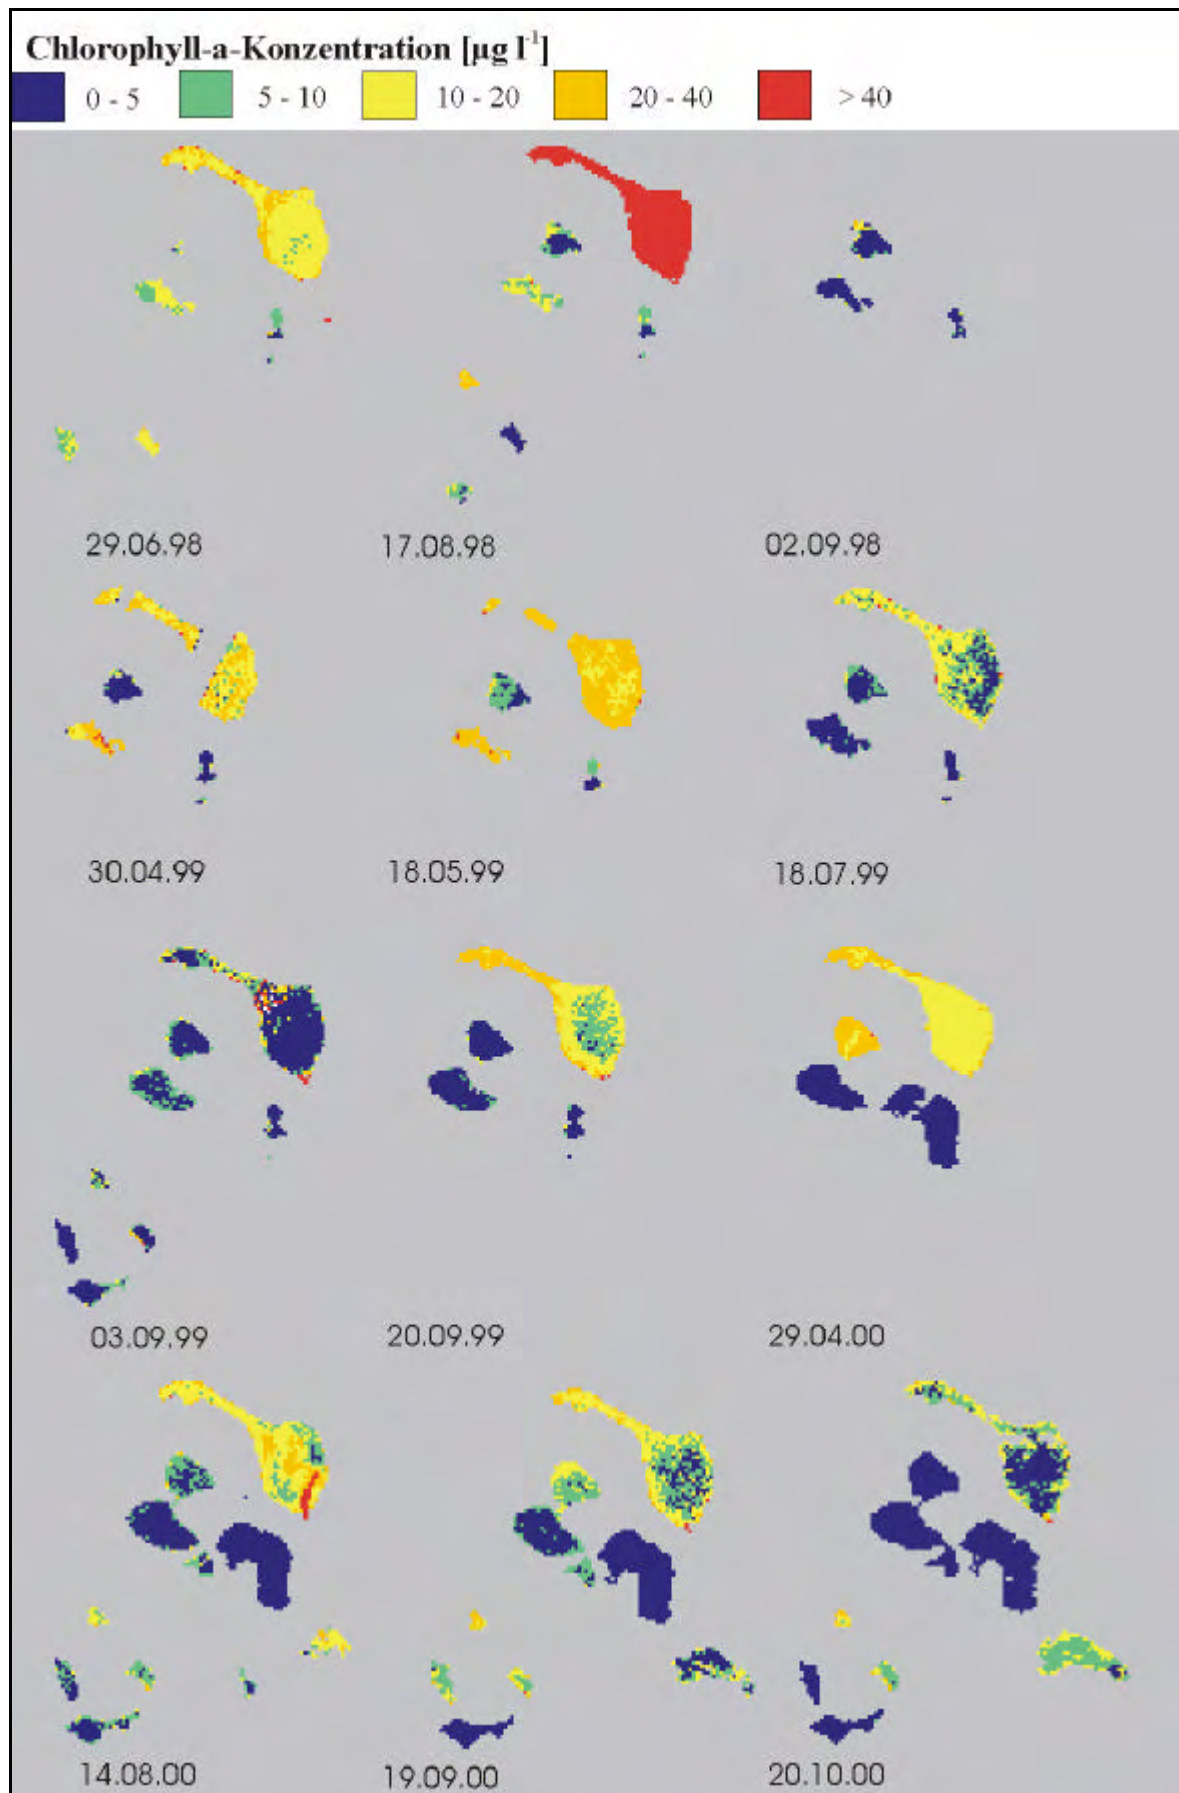 Chlorophyll-a-Konzentration [µg l⁻¹]
0 - 5 5 - 10 10 - 20 20 - 40 > 40
29.06.98 17.08.98 02.09.98
30.04.99 18.05.99 18.07.99
03.09.99 20.09.99 29.04.00
14.08.00 19.09.00 20.10.00